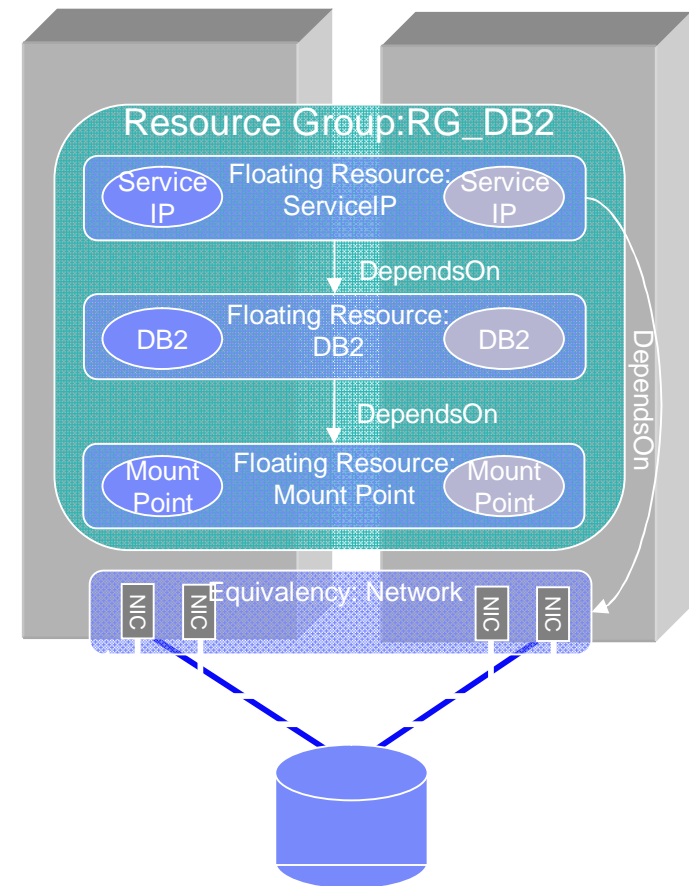 Resource Group:RG_DB2
Service
IP
Floating Resource:
ServiceIP
Service
IP
DependsOn
DB2
Floating Resource:
DB2
DB2
DependsOn
DependsOn
Mount
Point
Floating Resource:
Mount Point
Mount
Point
Equivalency: Network
NIC
NIC
NIC
NIC